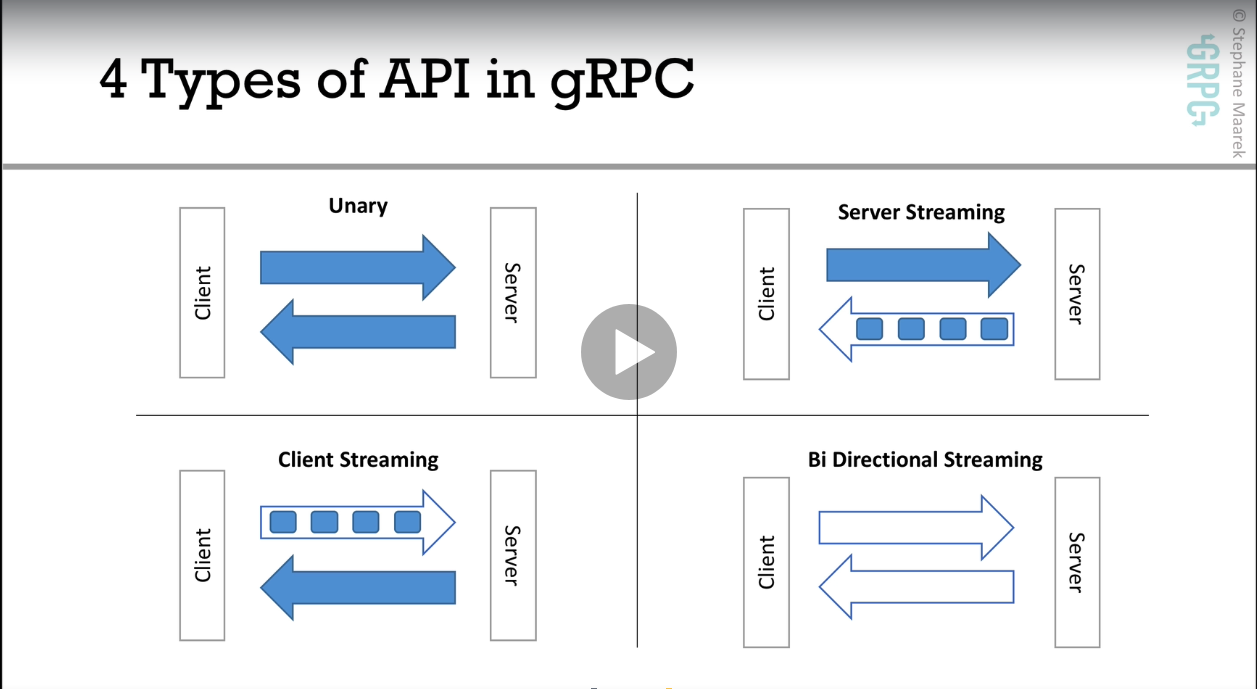 4 Types of API in gRPC
GRPC
© Stephane Maarek
Unary
Client
Server
Server Streaming
Client
Server
Client Streaming
Client
Server
Bi Directional Streaming
Client
Server